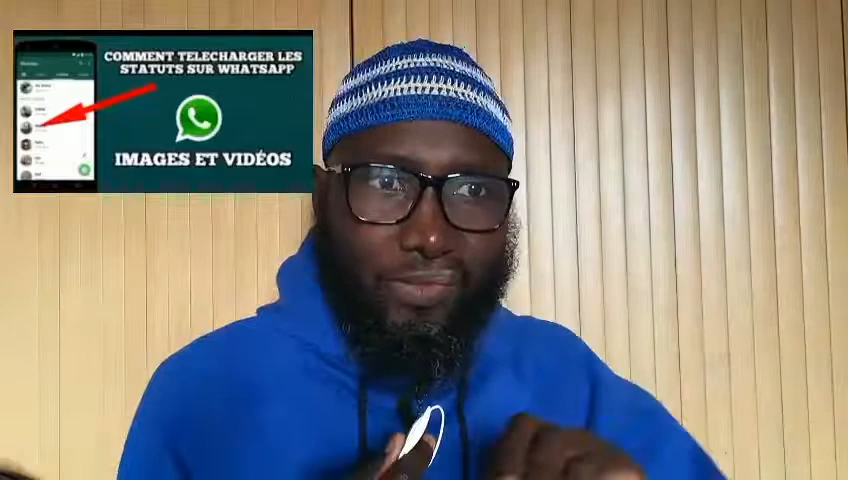 COMMENT TELECHARGER LES
STATUTS SUR WHATSAPP
IMAGES ET VIDÉOS